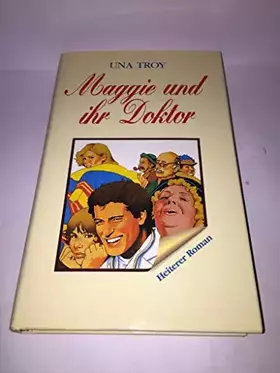 UNA TROY
Maggie und
ihr Doktor
Heiterer Roman